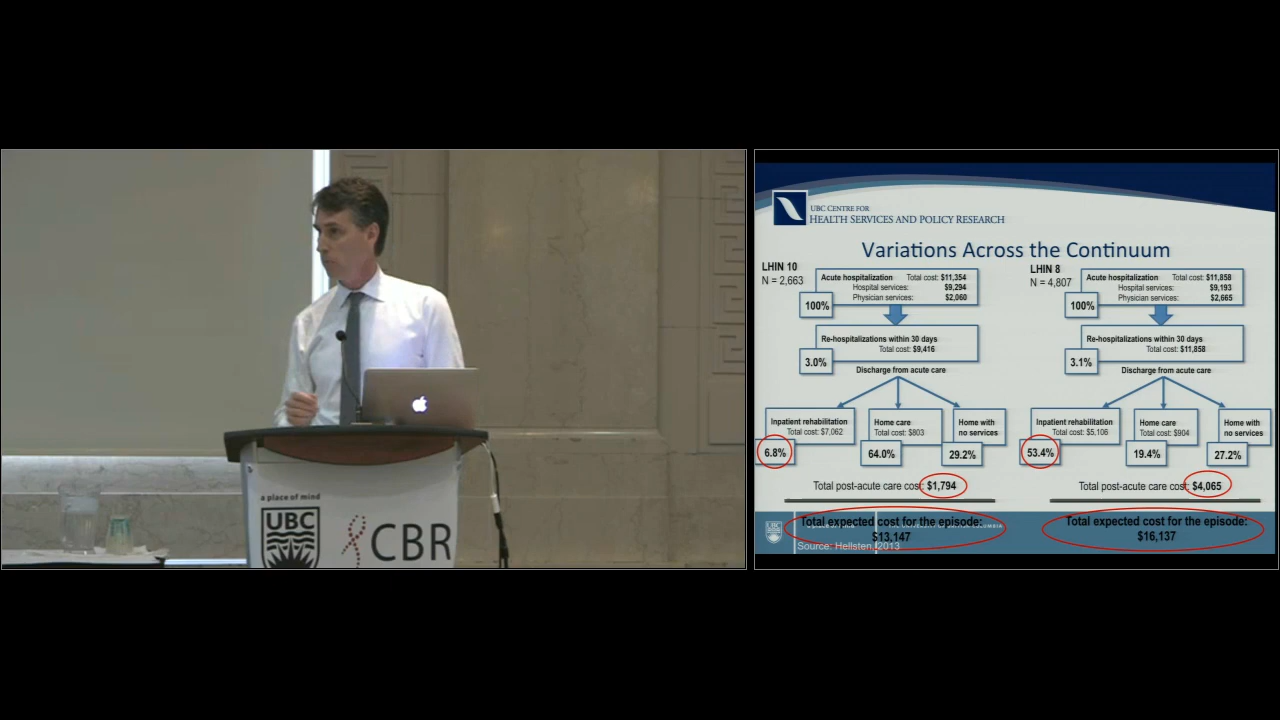 a place of mind
UBC
CBR
UBC CENTRE FOR
HEALTH SERVICES AND POLICY RESEARCH
Variations Across the Continuum
LHIN 10
N = 2,663
Acute hospitalization Total cost: $11,354
Hospital services: $9,294
Physician services: $2,060
100%
Re-hospitalizations within 30 days
Total cost: $9,416
3.0%
Discharge from acute care
Inpatient rehabilitation
Total cost: $7,062
6.8%
Home care
Total cost: $803
64.0%
Home with
no services
29.2%
Total post-acute care cost: $1,794
Total expected cost for the episode:
$13,147
LHIN 8
N = 4,807
Acute hospitalization Total cost: $11,858
Hospital services: $9,193
Physician services: $2,665
100%
Re-hospitalizations within 30 days
Total cost: $11,858
3.1%
Discharge from acute care
Inpatient rehabilitation
Total cost: $5,106
53.4%
Home care
Total cost: $904
19.4%
Home with
no services
27.2%
Total post-acute care cost: $4,065
Total expected cost for the episode:
$16,137
Source: Hellsten, 2013